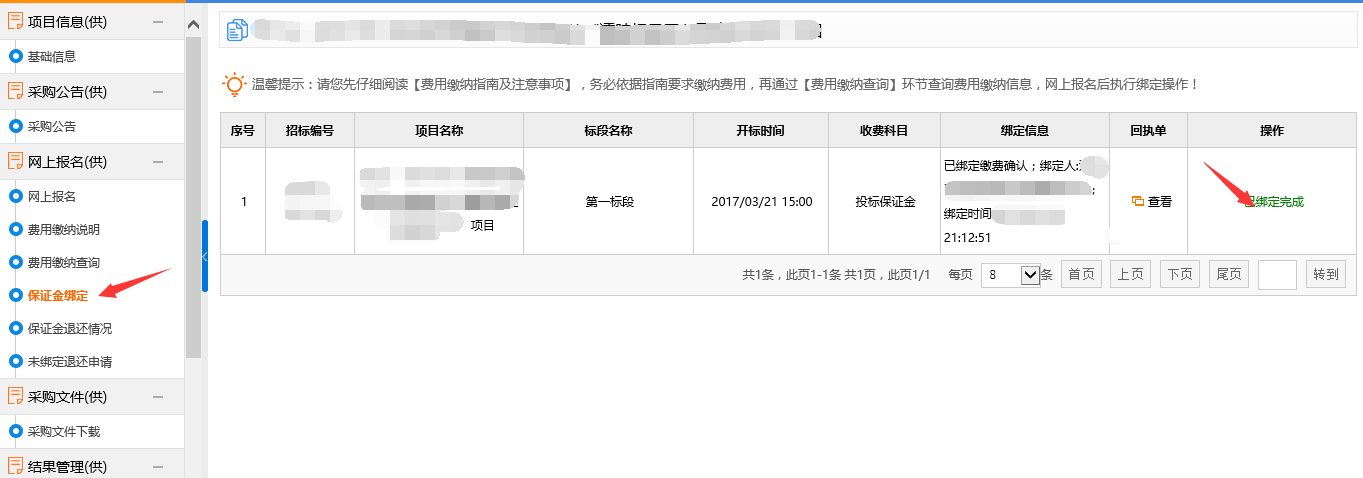 项目信息(供)
基础信息
采购公告(供)
采购公告
网上报名(供)
网上报名
费用缴纳说明
费用缴纳查询
保证金绑定
保证金退还情况
未绑定退还申请
采购文件(供)
采购文件下载
结果管理(供)
温馨提示：请您先仔细阅读【费用缴纳指南及注意事项】，务必依据指南要求缴纳费用，再通过【费用缴纳查询】环节查询费用缴纳信息，网上报名后执行绑定操作！
序号 招标编号 项目名称 标段名称 开标时间 收费科目 绑定信息 回执单 操作
1 项目 第一标段 2017/03/21 15:00 投标保证金
已绑定缴费确认；绑定人:
绑定时间
21:12:51
查看
已绑定完成
共1条，此页1-1条 共1页，此页1/1 每页 8 条 首页 上页 下页 尾页 转到